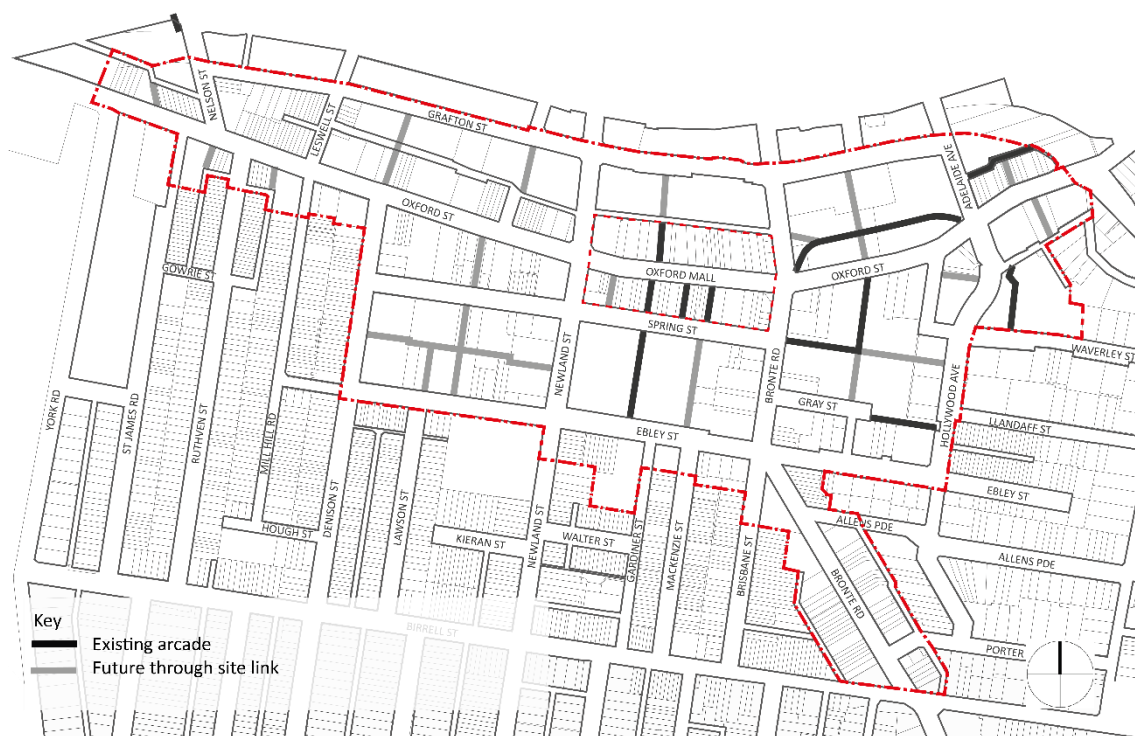 NELSON ST
LESWELL ST
GRAFTON ST
ADELAIDE AVE
OXFORD ST
OXFORD MALL
OXFORD ST
GOWRIE ST
SPRING ST
NEWLAND ST
BRONTE RD
WAVERLEY ST
HOLLYWOOD AVE
GRAY ST
LLANDAFF ST
YORK RD
ST JAMES RD
RUTHVEN ST
MILL HILL RD
EBLEY ST
EBLEY ST
DENISON ST
LAWSON ST
HOUGH ST
KIERAN ST
NEWLAND ST
WALTER ST
GARDINER ST
MACKENZIE ST
BRISBANE ST
ALLENS PDE
ALLENS PDE
BRONTE RD
BIRRELL ST
PORTER
Key
Existing arcade
Future through site link